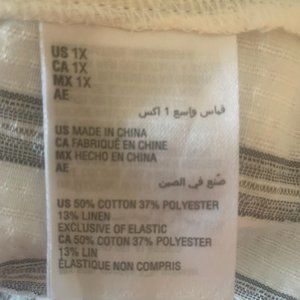 US 1X
CA 1X
MX 1X
AE
قياس واسع 1 اكس
US MADE IN CHINA
CA FABRIQUÉ EN CHINE
MX HECHO EN CHINA
AE
صنع في الصين
US 50% COTTON 37% POLYESTER
13% LINEN
EXCLUSIVE OF ELASTIC
CA 50% COTON 37% POLYESTER
13% LIN
ÉLASTIQUE NON COMPRIS